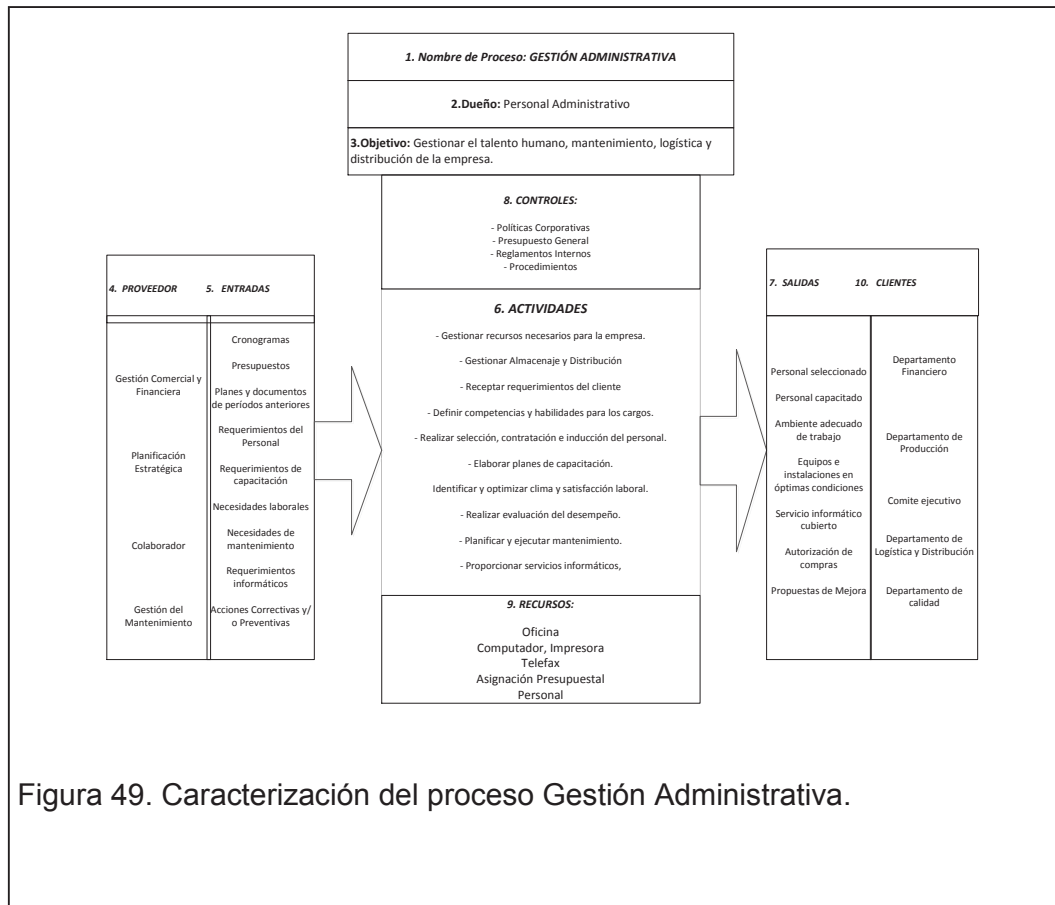 1. Nombre de Proceso: GESTIÓN ADMINISTRATIVA
2.Dueño: Personal Administrativo
3.Objetivo: Gestionar el talento humano, mantenimiento, logística y
distribución de la empresa.
8. CONTROLES:
- Políticas Corporativas
- Presupuesto General
- Reglamentos Internos
- Procedimientos
4. PROVEEDOR
Gestión Comercial y
Financiera
Planificación
Estratégica
Colaborador
Gestión del
Mantenimiento
5. ENTRADAS
Cronogramas
Presupuestos
Planes y documentos
de períodos anteriores
Requerimientos del
Personal
Requerimientos de
capacitación
Necesidades laborales
Necesidades de
mantenimiento
Requerimientos
informáticos
Acciones Correctivas y/
o Preventivas
6. ACTIVIDADES
- Gestionar recursos necesarios para la empresa.
- Gestionar Almacenaje y Distribución
- Receptar requerimientos del cliente
- Definir competencias y habilidades para los cargos.
- Realizar selección, contratación e inducción del personal.
- Elaborar planes de capacitación.
Identificar y optimizar clima y satisfacción laboral.
- Realizar evaluación del desempeño.
- Planificar y ejecutar mantenimiento.
- Proporcionar servicios informáticos,
9. RECURSOS:
Oficina
Computador, Impresora
Telefax
Asignación Presupuestal
Personal
7. SALIDAS
Personal seleccionado
Personal capacitado
Ambiente adecuado
de trabajo
Equipos e
instalaciones en
óptimas condiciones
Servicio informático
cubierto
Autorización de
compras
Propuestas de Mejora
10. CLIENTES
Departamento
Financiero
Departamento de
Producción
Comite ejecutivo
Departamento de
Logística y Distribución
Departamento de
calidad
Figura 49. Caracterización del proceso Gestión Administrativa.